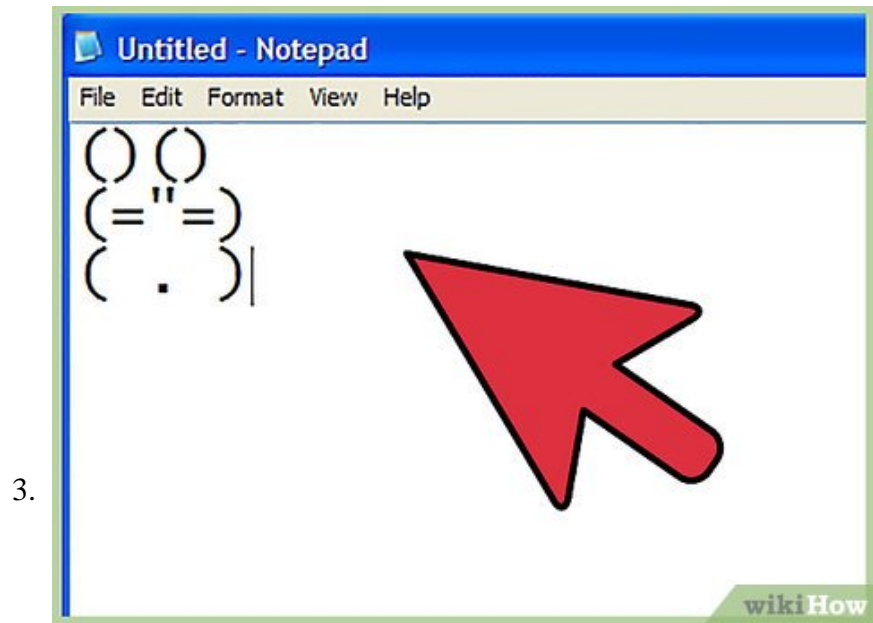 Untitled - Notepad
File Edit Format View Help
() ()
(="=)
( . )
3.
wikiHow